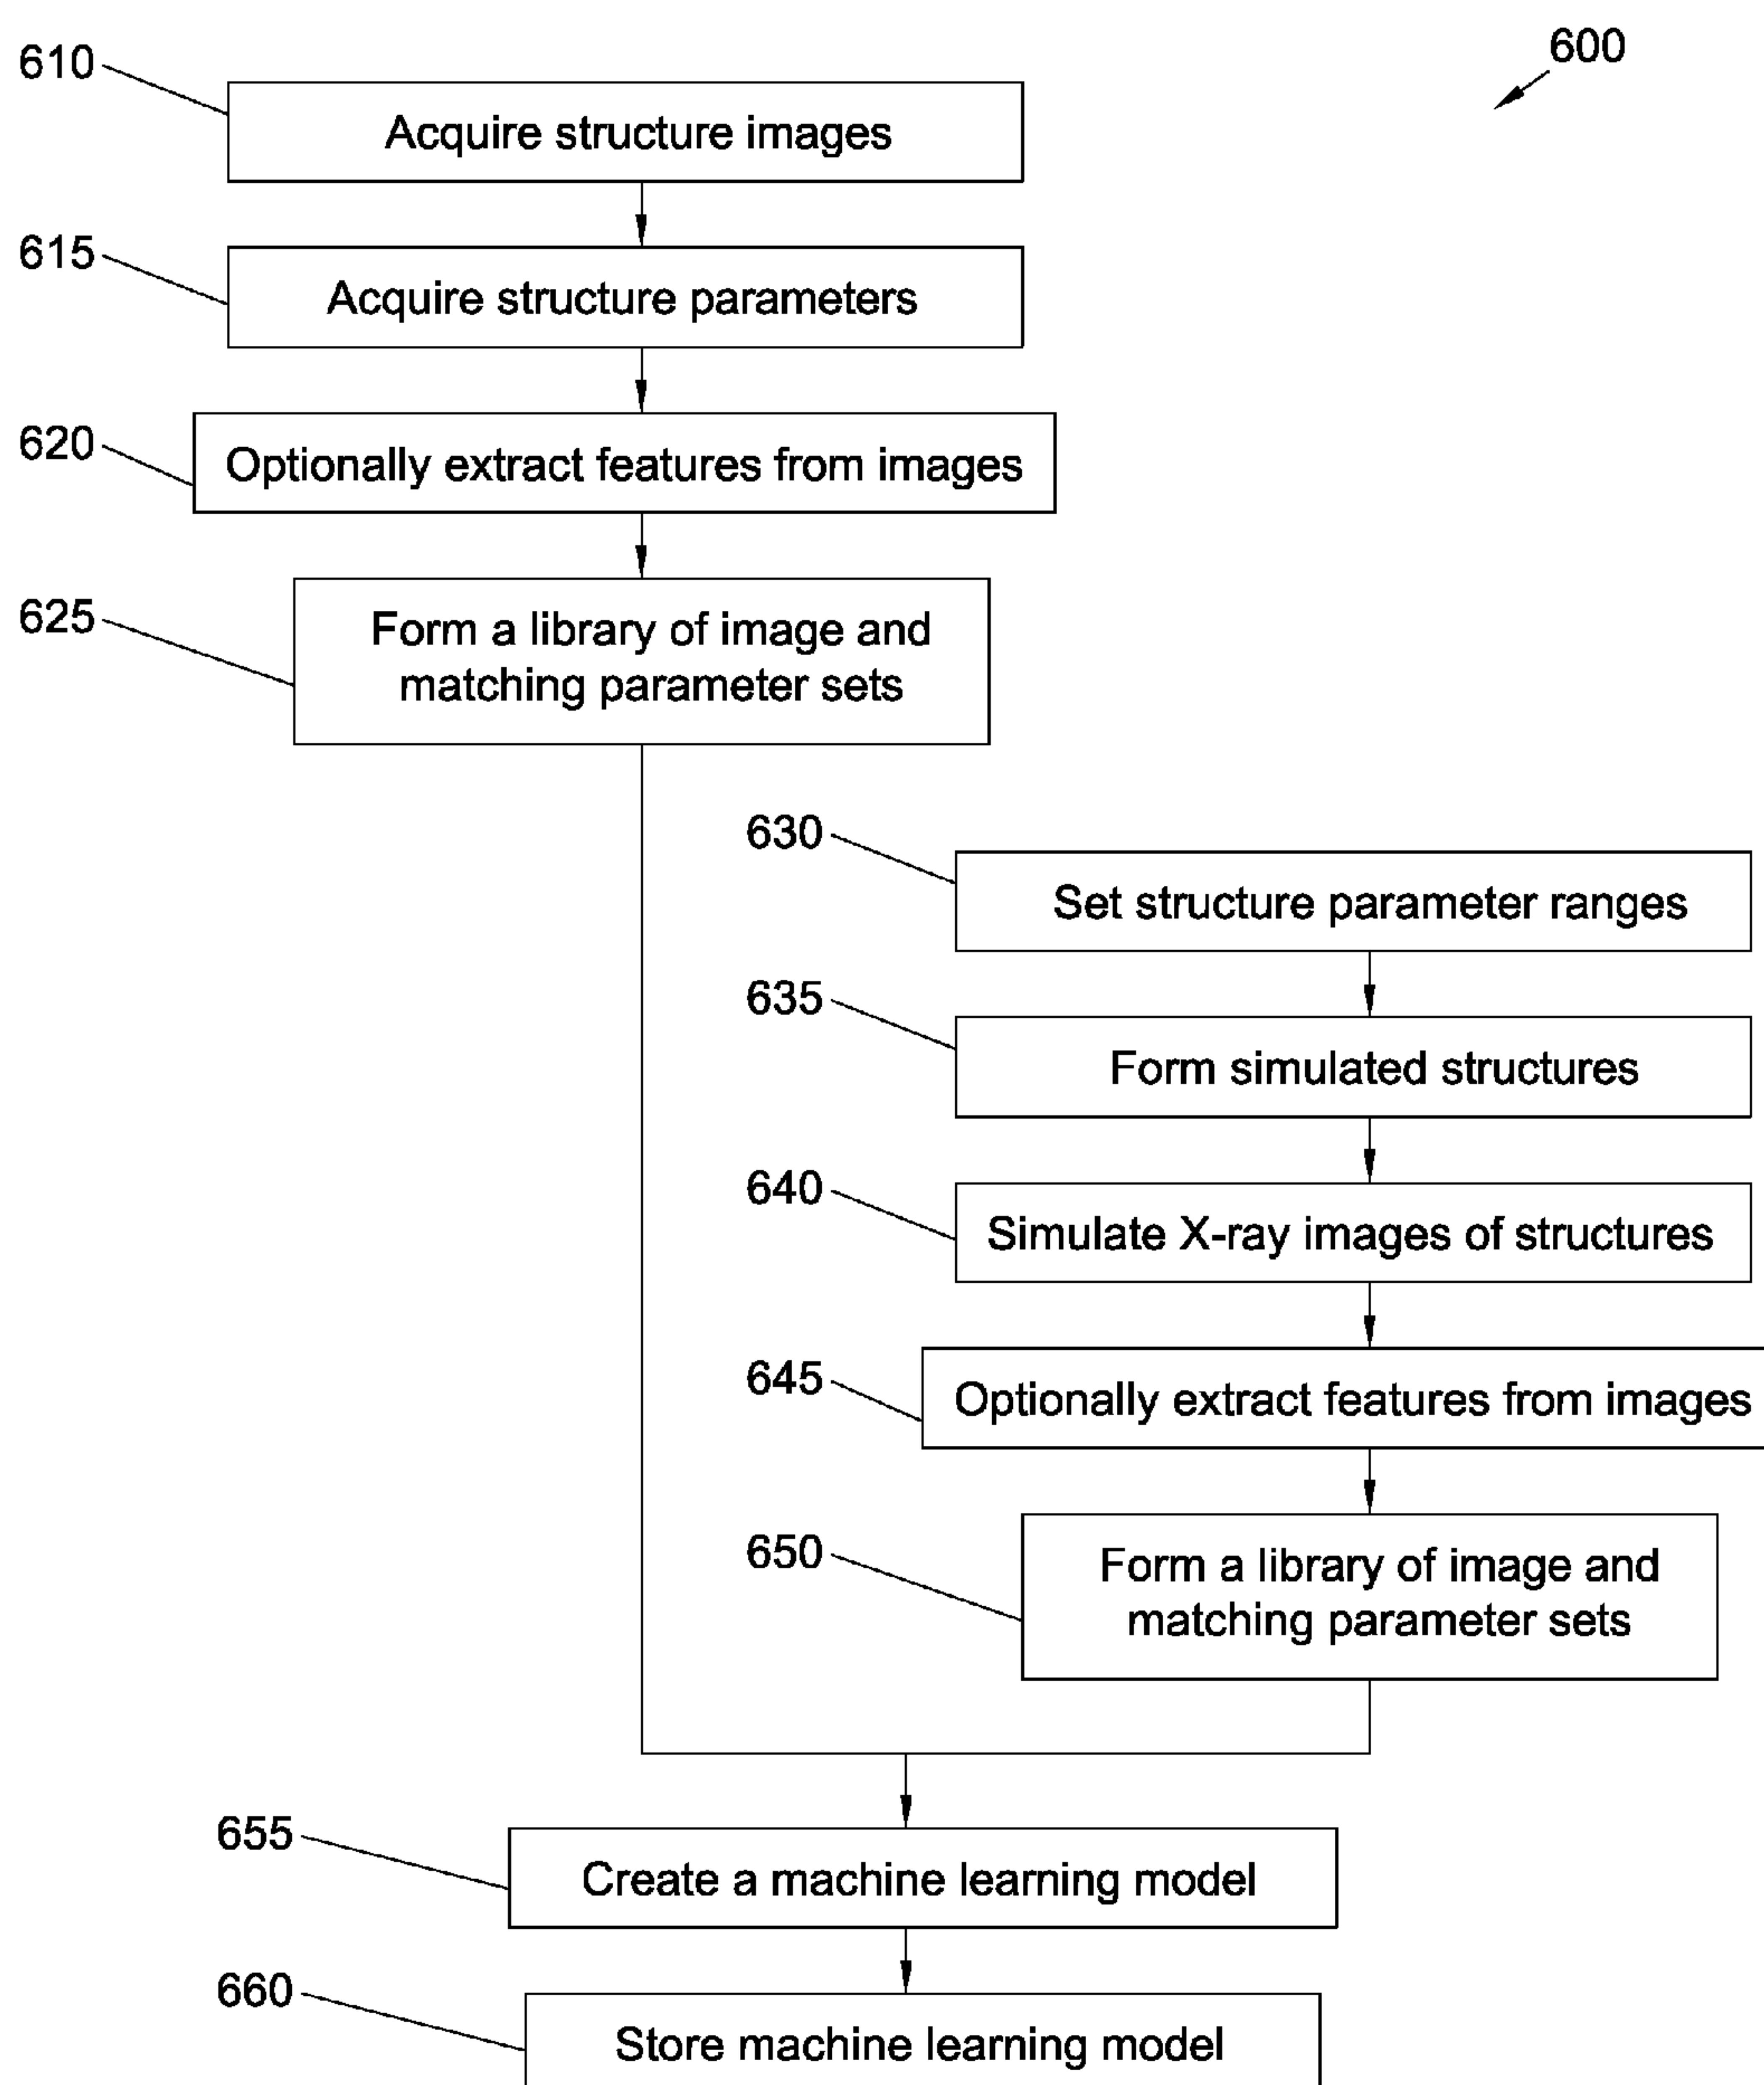 600
610
Acquire structure images
615
Acquire structure parameters
620
Optionally extract features from images
625
Form a library of image and
matching parameter sets
630
Set structure parameter ranges
635
Form simulated structures
640
Simulate X-ray images of structures
645
Optionally extract features from images
650
Form a library of image and
matching parameter sets
655
Create a machine learning model
660
Store machine learning model